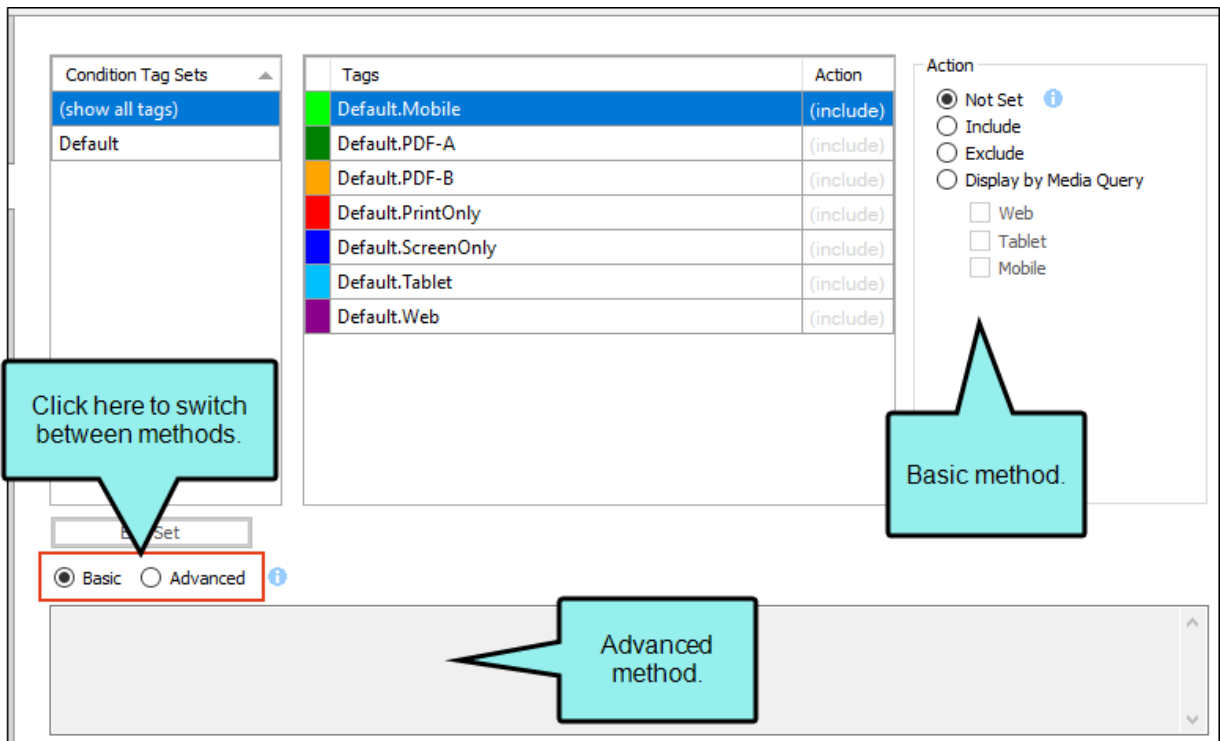 Condition Tag Sets
(show all tags)
Default
Tags Action
Default.Mobile (include)
Default.PDF-A (include)
Default.PDF-B (include)
Default.PrintOnly (include)
Default.ScreenOnly (include)
Default.Tablet (include)
Default.Web (include)
Action
Not Set
Include
Exclude
Display by Media Query
Web
Tablet
Mobile
Click here to switch
between methods.
Basic method.
Set
Basic Advanced
Advanced
method.